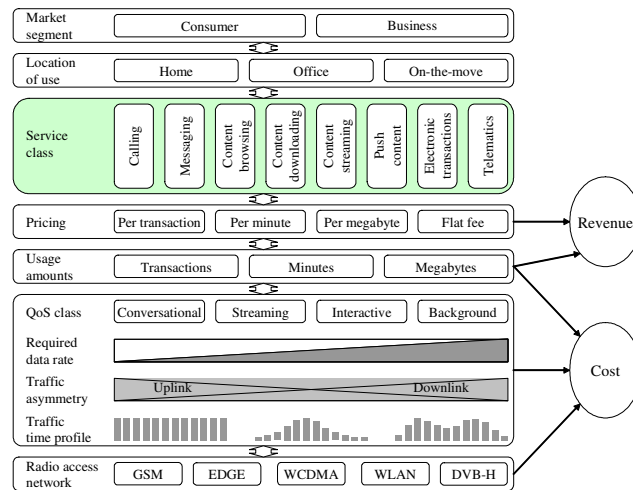 Market
segment
Consumer
Business
Location
of use
Home
Office
On-the-move
Service
class
Calling
Messaging
Content
browsing
Content
downloading
Content
streaming
Push
content
Electronic
transactions
Telematics
Pricing
Per transaction
Per minute
Per megabyte
Flat fee
Revenue
Usage
amounts
Transactions
Minutes
Megabytes
QoS class
Conversational
Streaming
Interactive
Background
Required
data rate
Traffic
asymmetry
Uplink
Downlink
Cost
Traffic
time profile
Radio access
network
GSM
EDGE
WCDMA
WLAN
DVB-H